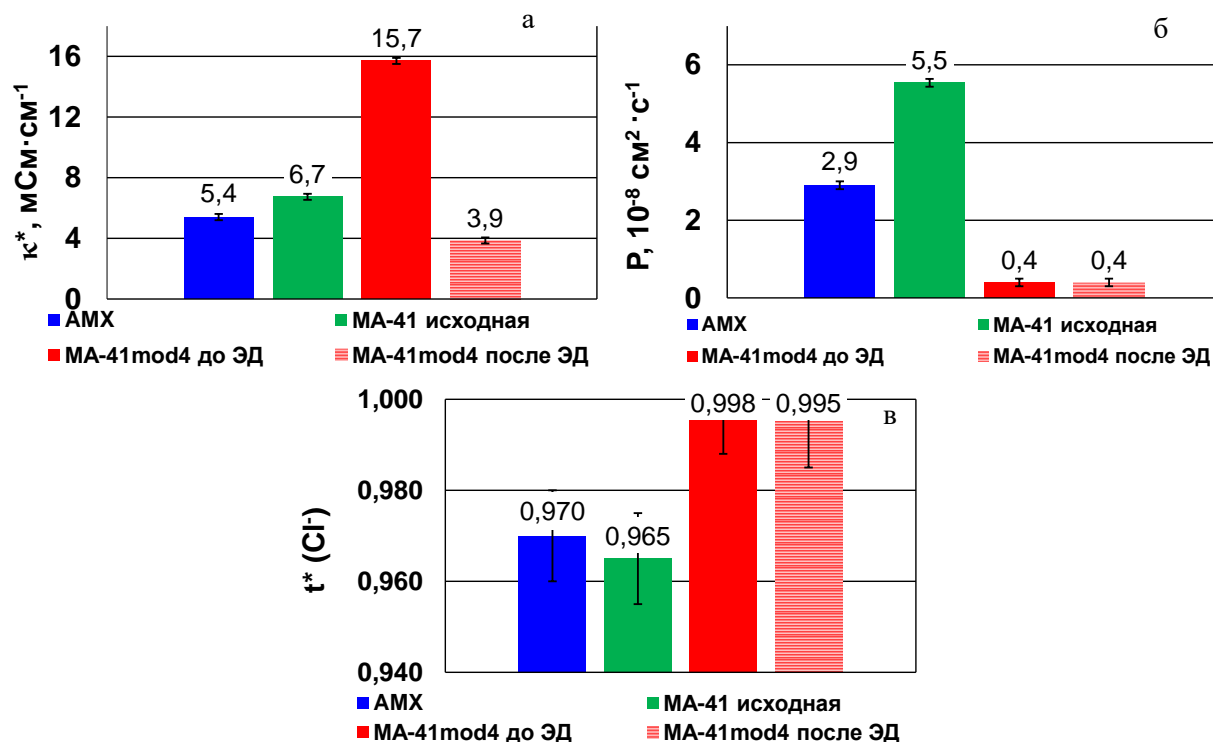 а
κ*, мСм·см-1
16
12
8
4
0
5,4
6,7
15,7
3,9
AMX
МА-41 исходная
МА-41mod4 до ЭД
МА-41mod4 после ЭД
б
P, 10-8 см2 ·с-1
6
4
2
0
2,9
5,5
0,4
0,4
AMX
МА-41 исходная
МА-41mod4 до ЭД
МА-41mod4 после ЭД
в
t* (Cl-)
1,000
0,980
0,960
0,940
0,970
0,965
0,998
0,995
AMX
МА-41 исходная
МА-41mod4 до ЭД
МА-41mod4 после ЭД